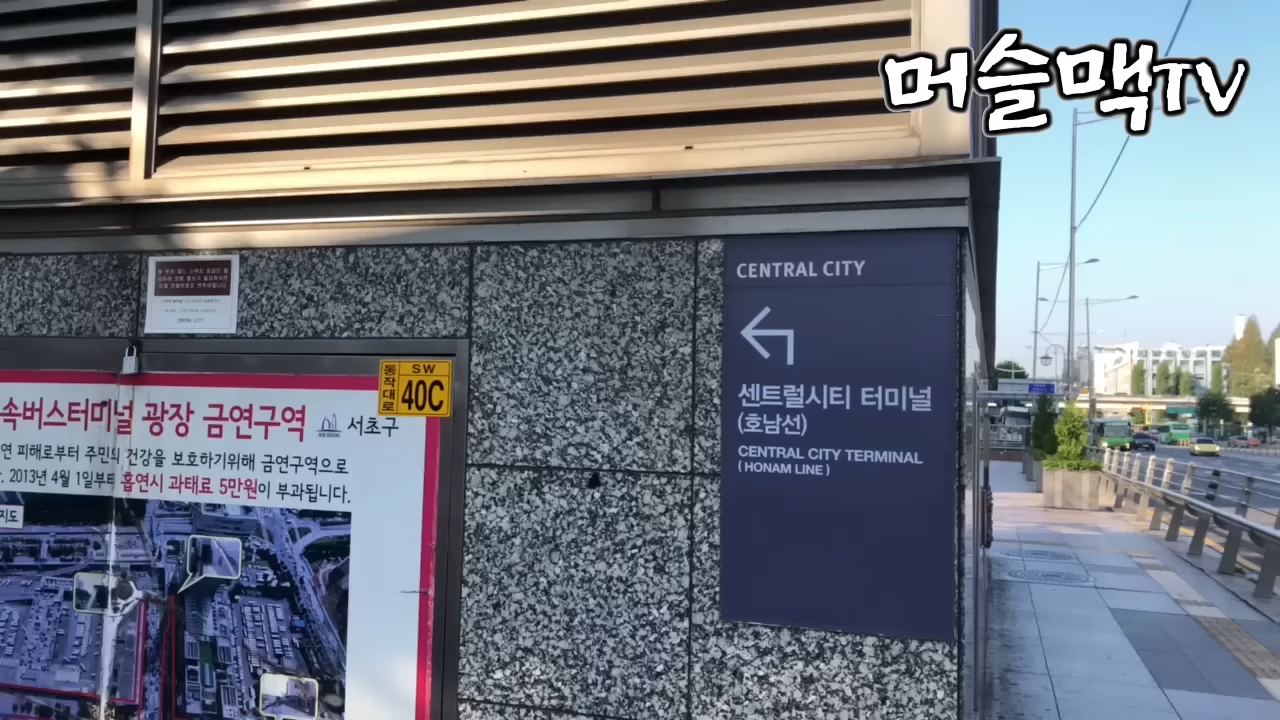 머슬맥TV
CENTRAL CITY
센트럴시티 터미널
(호남선)
CENTRAL CITY TERMINAL
( HONAM LINE )
동작대로
SW
40C
속버스터미널 광장 금연구역
서초구
연 피해로부터 주민의 건강을 보호하기위해 금연구역으로
2013년 4월 1일부터 흡연시 과태료 5만원이 부과됩니다.
지도